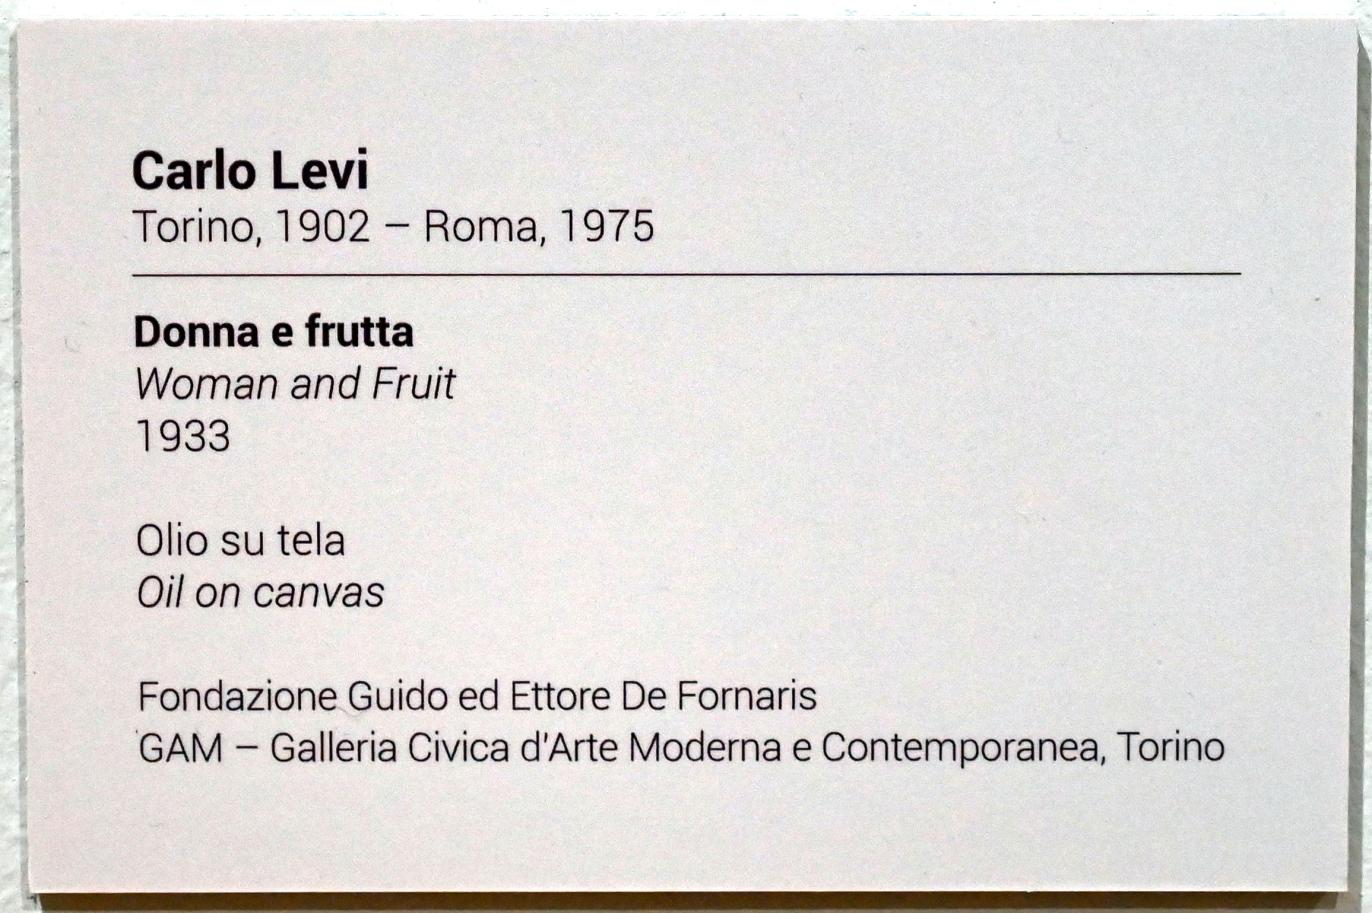 Carlo Levi
Torino, 1902 – Roma, 1975
Donna e frutta
Woman and Fruit
1933
Olio su tela
Oil on canvas
Fondazione Guido ed Ettore De Fornaris
GAM – Galleria Civica d'Arte Moderna e Contemporanea, Torino